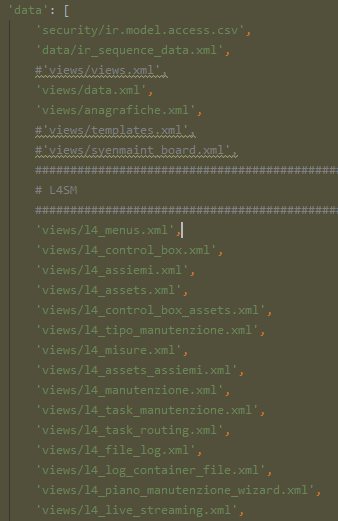 'data': [
'security/ir.model.access.csv',
'data/ir_sequence_data.xml',
#'views/views.xml',
'views/data.xml',
'views/anagrafiche.xml',
#'views/templates.xml',
#'views/syenmaint_board.xml',
###########################################
# L4SM
###########################################
'views/l4_menus.xml',
'views/l4_control_box.xml',
'views/l4_assiemi.xml',
'views/l4_assets.xml',
'views/l4_control_box_assets.xml',
'views/l4_tipo_manutenzione.xml',
'views/l4_misure.xml',
'views/l4_assets_assiemi.xml',
'views/l4_manutenzione.xml',
'views/l4_task_manutenzione.xml',
'views/l4_task_routing.xml',
'views/l4_file_log.xml',
'views/l4_log_container_file.xml',
'views/l4_piano_manutenzione_wizard.xml',
'views/l4_live_streaming.xml',